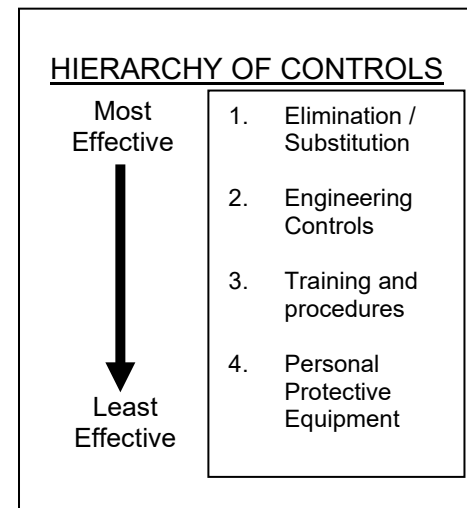 HIERARCHY OF CONTROLS
Most
Effective
Least
Effective
1. Elimination /
Substitution
2. Engineering
Controls
3. Training and
procedures
4. Personal
Protective
Equipment